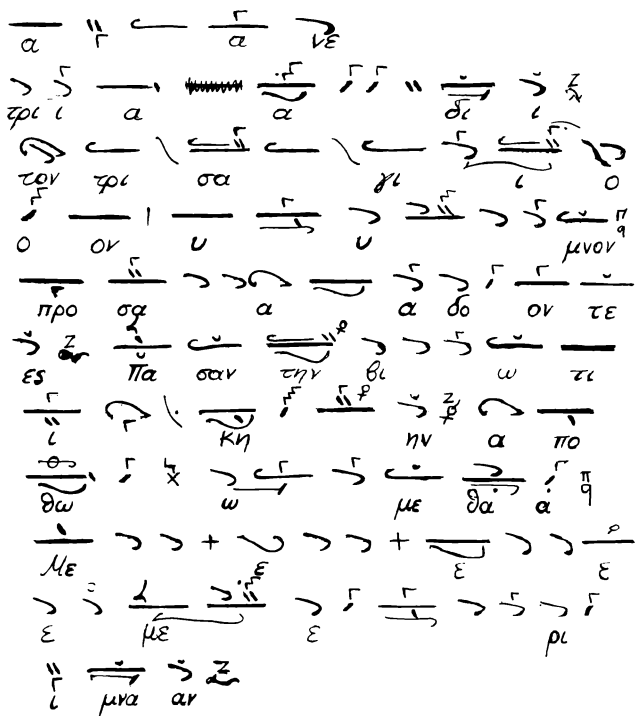 α α νε
τρι ι α α δι ι
τον τρι σα γι ι ο
ο ον υ υ μνον
προ σα α α δο ον τε
ες Πα σαν την βι ω τι
ι κη ην α πο
θω ω με θα α
Με ε ε ε
ε με ε ρι
ι μνα αν